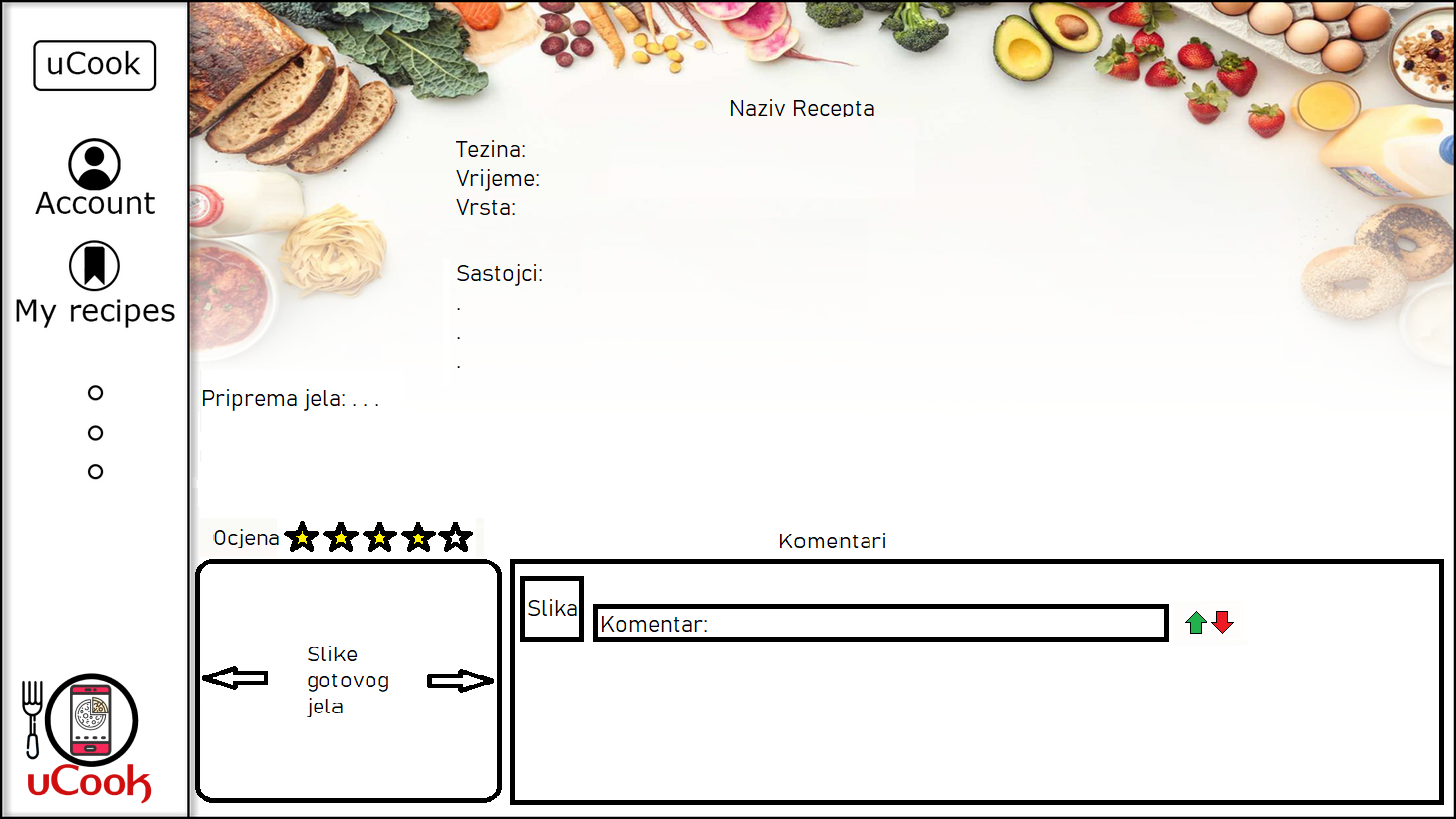 uCook
Account
My recipes
uCook
Naziv Recepta
Tezina:
Vrijeme:
Vrsta:
Sastojci:
.
.
.
Priprema jela: . . .
Ocjena
Slike
gotovog
jela
Komentari
Slika
Komentar: